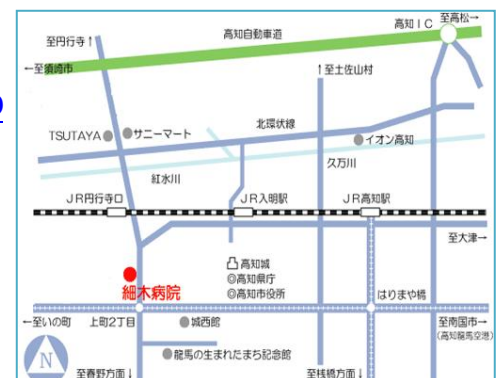 至円行寺↑
高知自動車道
高知IC
至高松→
←至須崎市
↑至土佐山村
TSUTAYA
サニーマート
北環状線
イオン高知
紅水川
久万川
JR円行寺口
JR入明駅
JR高知駅
至大津→
細木病院
高知城
高知県庁
高知市役所
はりまや橋
←至いの町
上町2丁目
城西館
至南国市→
(高知龍馬空港)
龍馬の生まれたまち記念館
N
至春野方面↓
至桟橋方面↓